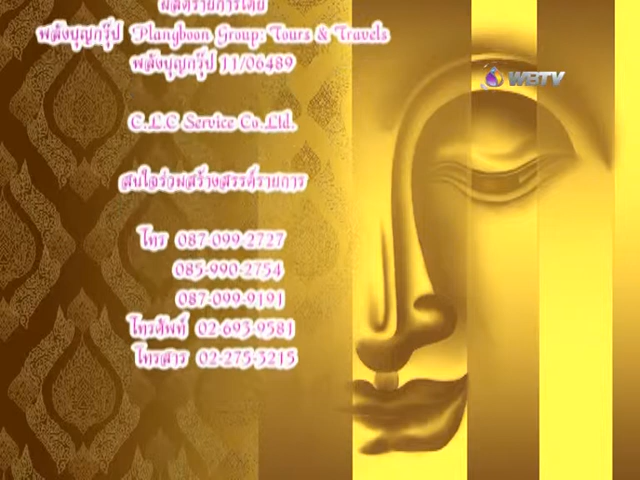 ผลิตรายการโดย
พลังบุญกรุ๊ป Plangboon Group: Tours & Travels
พลังบุญกรุ๊ป 11/06489
WBTV
C.L.C Service Co.Ltd.
สนใจร่วมสร้างสรรค์รายการ
โทร 087-099-2727
085-990-2754
087-099-9191
โทรศัพท์ 02-693-9581
โทรสาร 02-275-3215